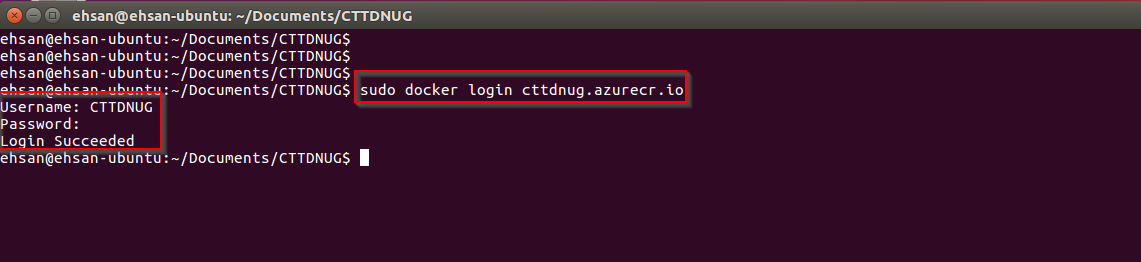 ehsan@ehsan-ubuntu: ~/Documents/CTTDNUG
ehsan@ehsan-ubuntu:~/Documents/CTTDNUG$
ehsan@ehsan-ubuntu:~/Documents/CTTDNUG$
ehsan@ehsan-ubuntu:~/Documents/CTTDNUG$
ehsan@ehsan-ubuntu:~/Documents/CTTDNUG$ sudo docker login cttdnug.azurecr.io
Username: CTTDNUG
Password:
Login Succeeded
ehsan@ehsan-ubuntu:~/Documents/CTTDNUG$